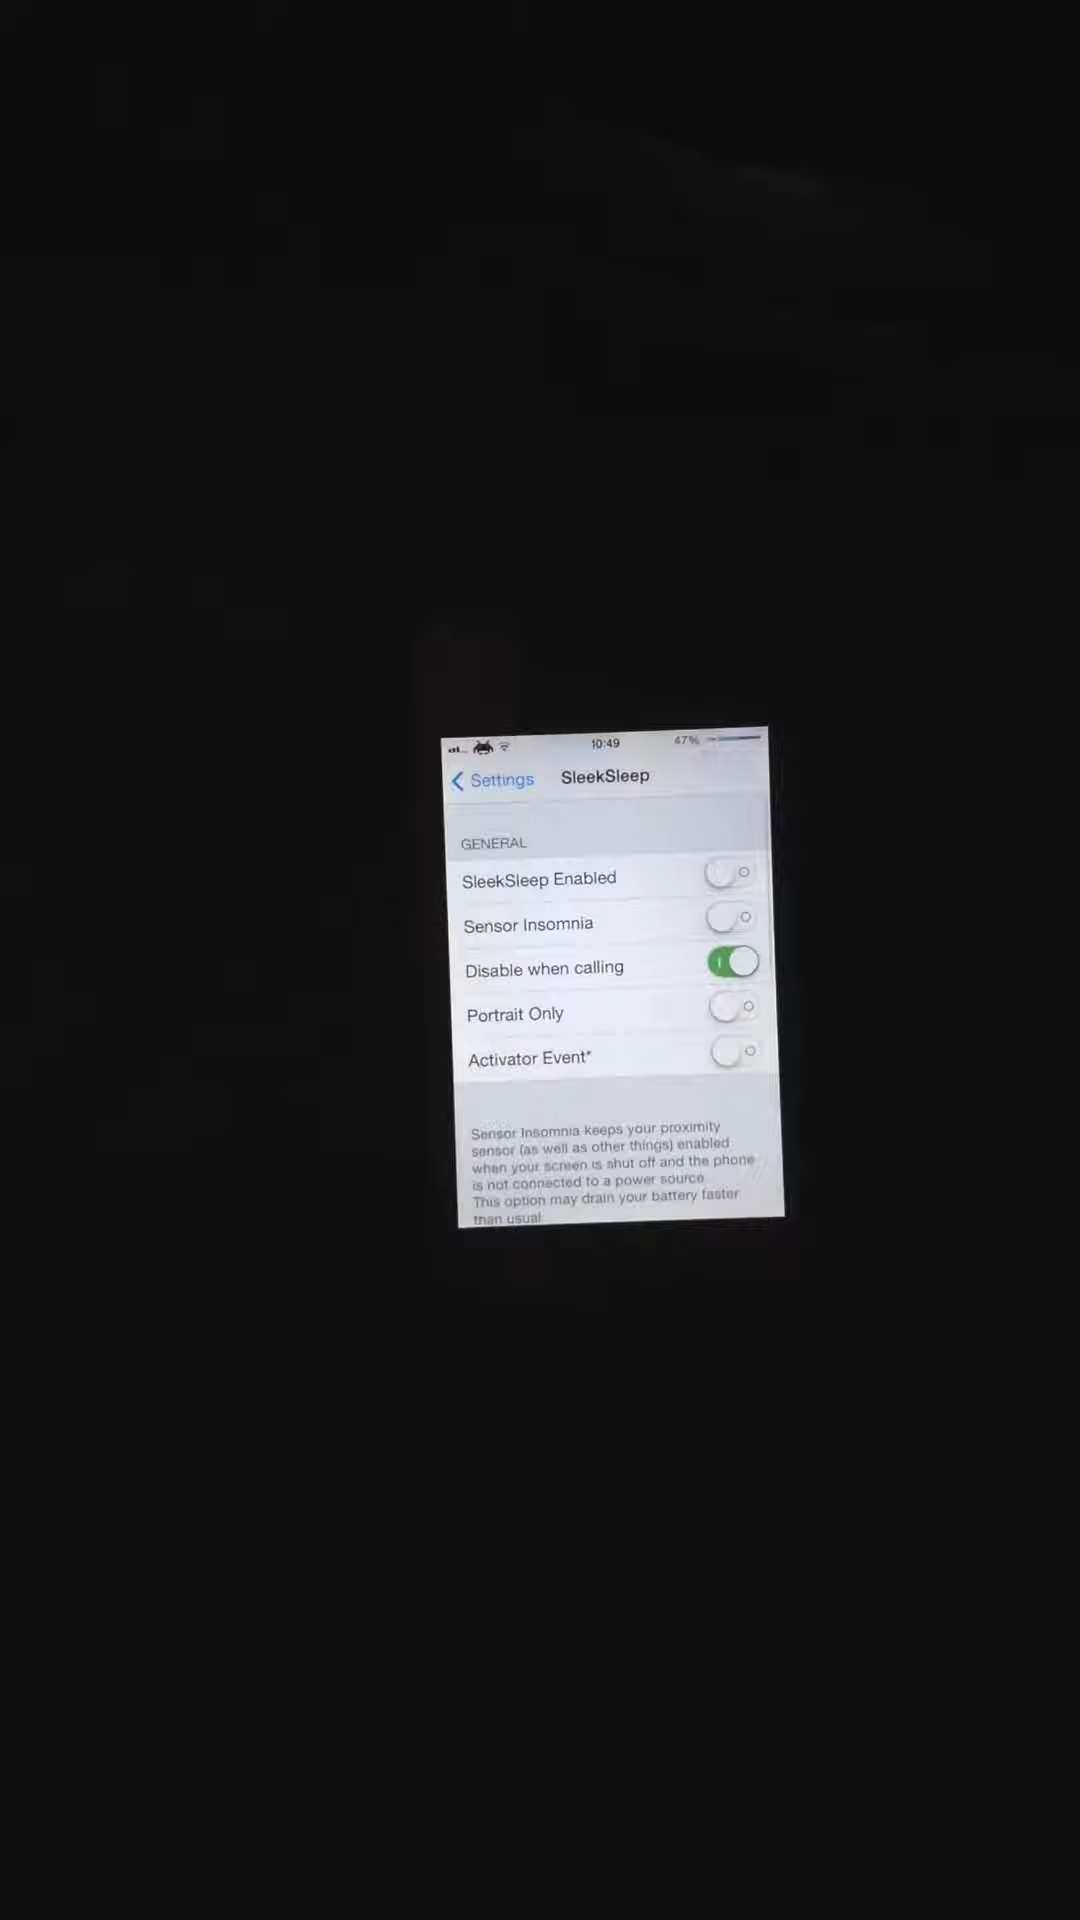 10:49 47%
Settings SleekSleep
GENERAL
SleekSleep Enabled
Sensor Insomnia
Disable when calling
Portrait Only
Activator Event*
Sensor Insomnia keeps your proximity
sensor (as well as other things) enabled
when your screen is shut off and the phone
is not connected to a power source
This option may drain your battery faster
than usual